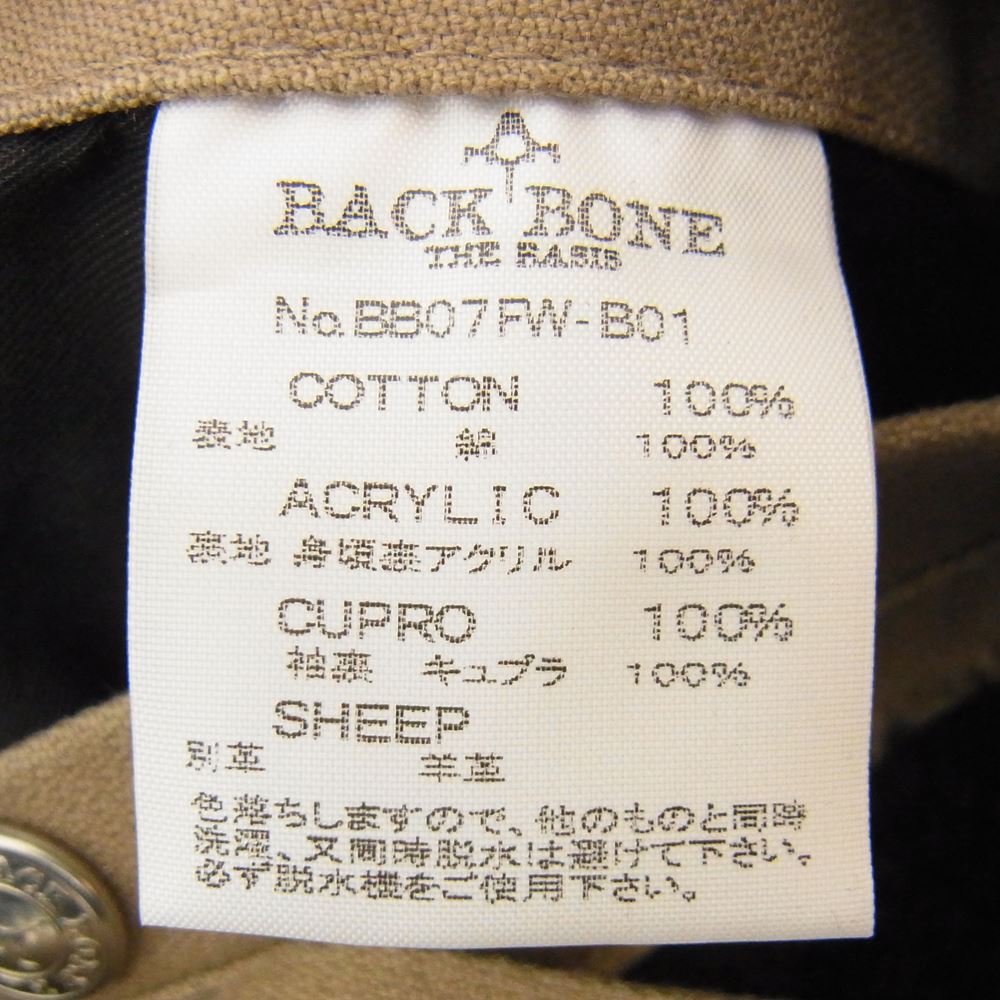 BACK BONE
THE BASIS
No.BB07FW-B01
COTTON 100%
表地 綿 100%
ACRYLIC 100%
裏地 身頃裏アクリル 100%
CUPRO 100%
袖裏 キュプラ 100%
SHEEP
別革 羊革
色落ちしますので、他のものと同時
洗濯、又同時脱水は避けて下さい。
必ず脱水機をご使用下さい。